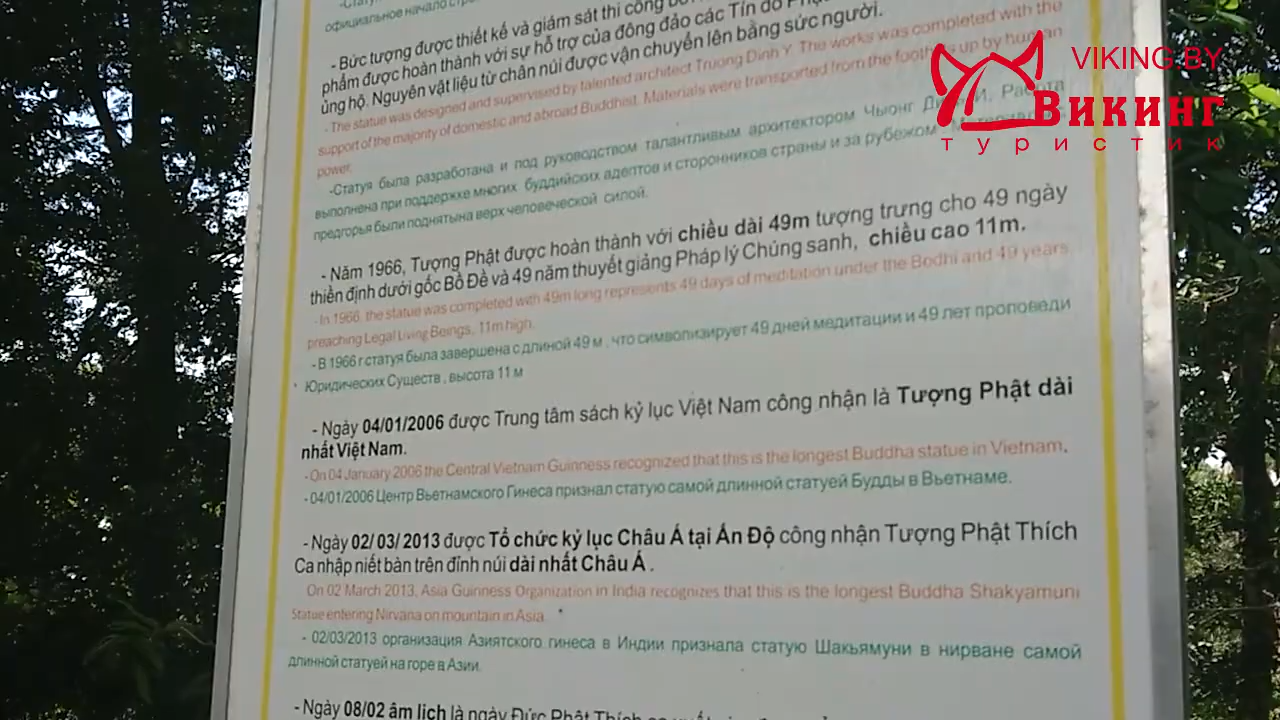 -Статуя
официальное начало
- Bức tượng được thiết kế và giám sát thi công
phẩm được hoàn thành với sự hỗ trợ của đông đảo các Tín đồ
ủng hộ. Nguyên vật liệu từ chân núi được vận chuyển lên bằng sức người.
- The statue was designed and supervised by talented architect Truong Dinh Y. The works was completed with the
support of the majority of domestic and abroad Buddhist. Materials were transported from the foothills up by human
power.
-Статуя была разработана и под руководством талантливым архитектором Чыонг Работа
выполнена при поддержке многих буддийских адептов и сторонников страны и за рубежом.
предгорья были поднятына верх человеческой силой.
- Năm 1966, Tượng Phật được hoàn thành với chiều dài 49m tượng trưng cho 49 ngày
thiền định dưới gốc Bồ Đề và 49 năm thuyết giảng Pháp lý Chúng sanh, chiều cao 11m.
- In 1966, the statue was completed with 49m long represents 49 days of meditation under the Bodhi and 49 years
preaching Legal Living Beings, 11m high.
- В 1966 г статуя была завершена с длиной 49 м , что символизирует 49 дней медитации и 49 лет проповеди
Юридических Существ , высота 11 м
- Ngày 04/01/2006 được Trung tâm sách kỷ lục Việt Nam công nhận là Tượng Phật dài
nhất Việt Nam.
- On 04 January 2006 the Central Vietnam Guinness recognized that this is the longest Buddha statue in Vietnam.
- 04/01/2006 Центр Вьетнамского Гинеса признал статую самой длинной статуей Будды в Вьетнаме.
- Ngày 02/ 03/ 2013 được Tổ chức kỷ lục Châu Á tại Ấn Độ công nhận Tượng Phật Thích
Ca nhập niết bàn trên đỉnh núi dài nhất Châu Á .
On 02 March 2013, Asia Guinness Organization in India recognizes that this is the longest Buddha Shakyamuni
Statue entering Nirvana on mountain in Asia.
- 02/03/2013 организация Азиятского гинеса в Индии признала статую Шакьямуни в нирване самой
длинной статуей на горе в Азии.
- Ngày 08/02 âm lịch là ngày Đức Phật Thích
VIKING.BY
Викинг
туристик